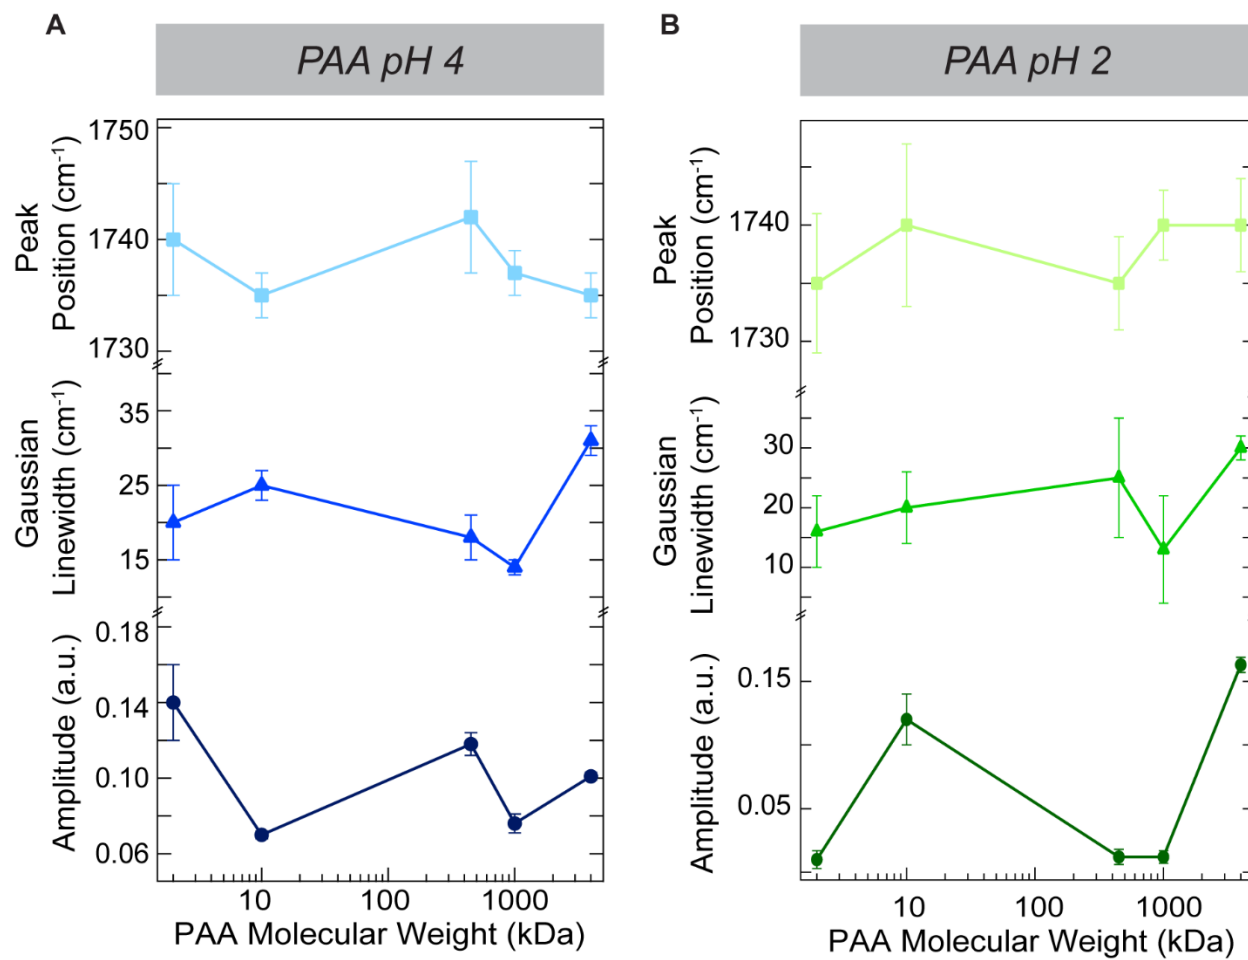 A
PAA pH 4
1750
1740
1730
Peak
Position (cm⁻¹)
35
25
15
Gaussian
Linewidth (cm⁻¹)
0.18
0.14
0.10
0.06
Amplitude (a.u.)
10
100
1000
PAA Molecular Weight (kDa)
B
PAA pH 2
1740
1730
Peak
Position (cm⁻¹)
30
20
10
Gaussian
Linewidth (cm⁻¹)
0.15
0.05
Amplitude (a.u.)
10
100
1000
PAA Molecular Weight (kDa)